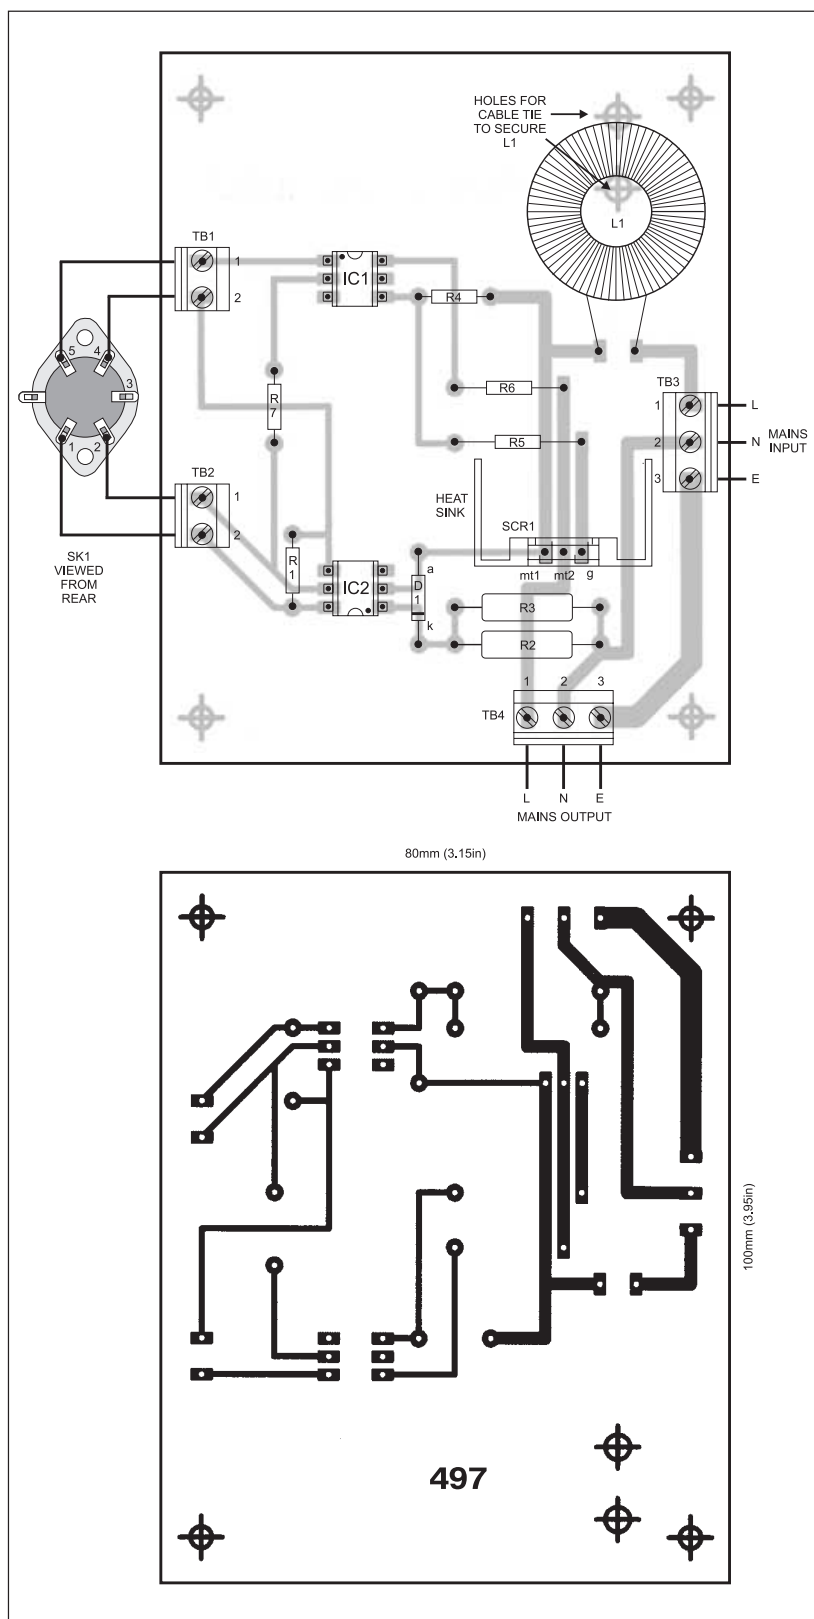 HOLES FOR
CABLE TIE
TO SECURE
L1
L1
TB1
1
2
IC1
R4
5
4
3
1
2
R
7
R6
R5
TB3
1
2
3
L
N
E
MAINS
INPUT
TB2
1
2
HEAT
SINK
SCR1
mt1
mt2
g
SK1
VIEWED
FROM
REAR
R
1
IC2
a
D
1
k
R3
R2
1
2
3
TB4
L
N
E
MAINS OUTPUT
80mm (3.15in)
100mm (3.95in)
497